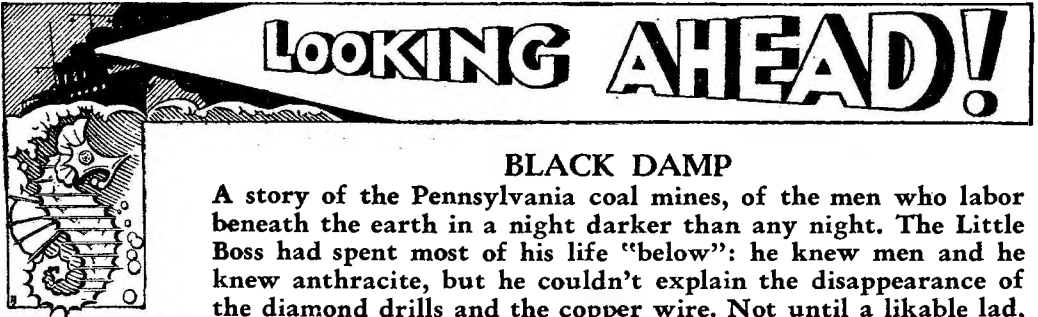 LOOKING AHEAD!
BLACK DAMP
A story of the Pennsylvania coal mines, of the men who labor
beneath the earth in a night darker than any night. The Little
Boss had spent most of his life "below": he knew men and he
knew anthracite, but he couldn't explain the disappearance of
the diamond drills and the copper wire. Not until a likable lad,